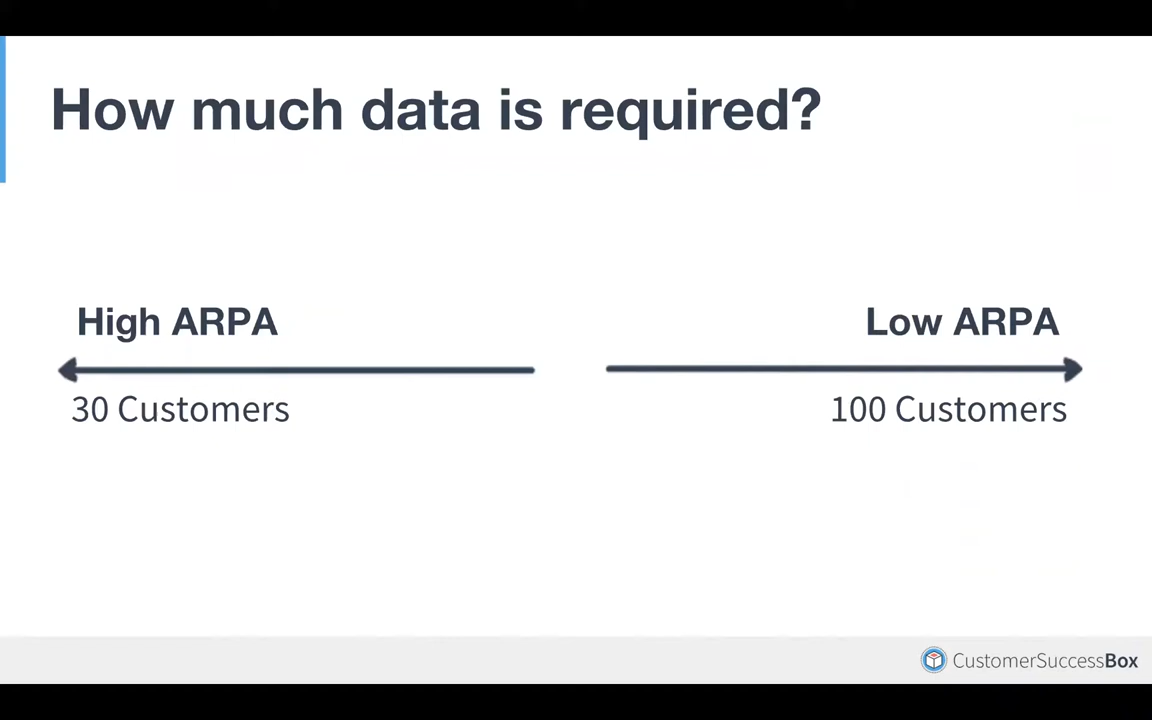 How much data is required?
High ARPA
Low ARPA
30 Customers
100 Customers
CustomerSuccessBox